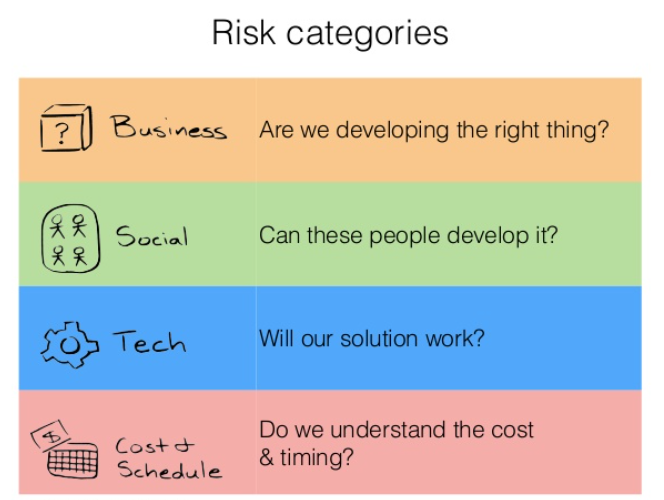 Risk categories
? Business Are we developing the right thing?
Social Can these people develop it?
Tech Will our solution work?
$ Cost & Schedule Do we understand the cost
& timing?